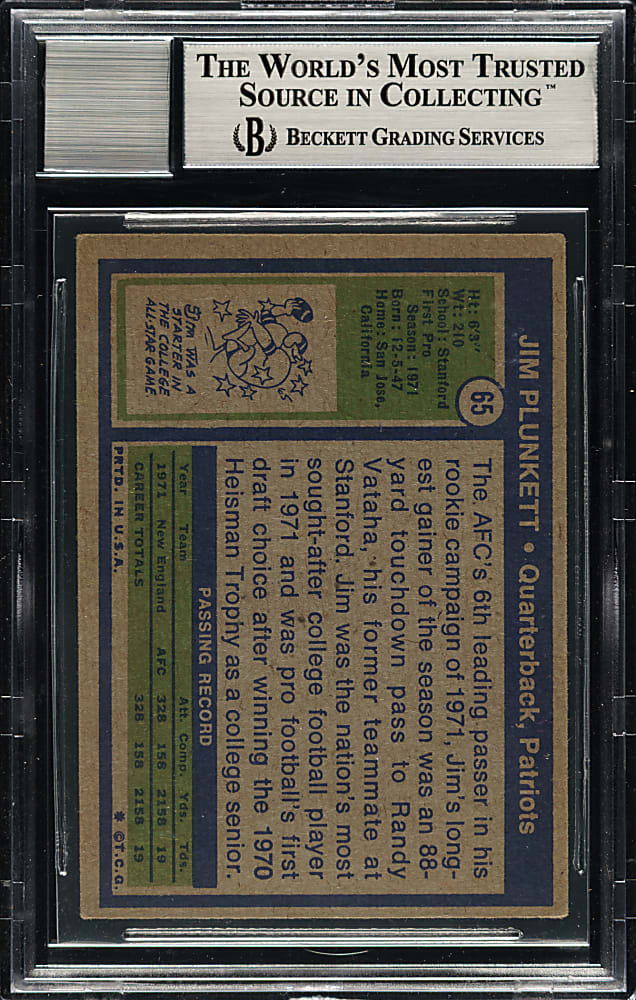 THE WORLD'S MOST TRUSTED
SOURCE IN COLLECTING™
B BECKETT GRADING SERVICES
JIM PLUNKETT • Quarterback, Patriots
65
Ht: 6'3"
Wt: 210
School: Stanford
First Pro
Season: 1971
Born: 12-5-47
Home: San Jose,
California
JIM WAS A
STARTER IN
THE COLLEGE
ALL-STAR GAME
The AFC's 6th leading passer in his
rookie campaign of 1971, Jim's long-
est gainer of the season was an 88-
yard touchdown pass to Randy
Vataha, his former teammate at
Stanford. Jim was the nation's most
sought-after college football player
in 1971 and was pro football's first
draft choice after winning the 1970
Heisman Trophy as a college senior.
PASSING RECORD
Year Team Att. Comp. Yds. Tds.
1971 New England AFC 328 158 2158 19
CAREER TOTALS 328 158 2158 19
PRTD. IN U.S.A. * ©T.C.G.